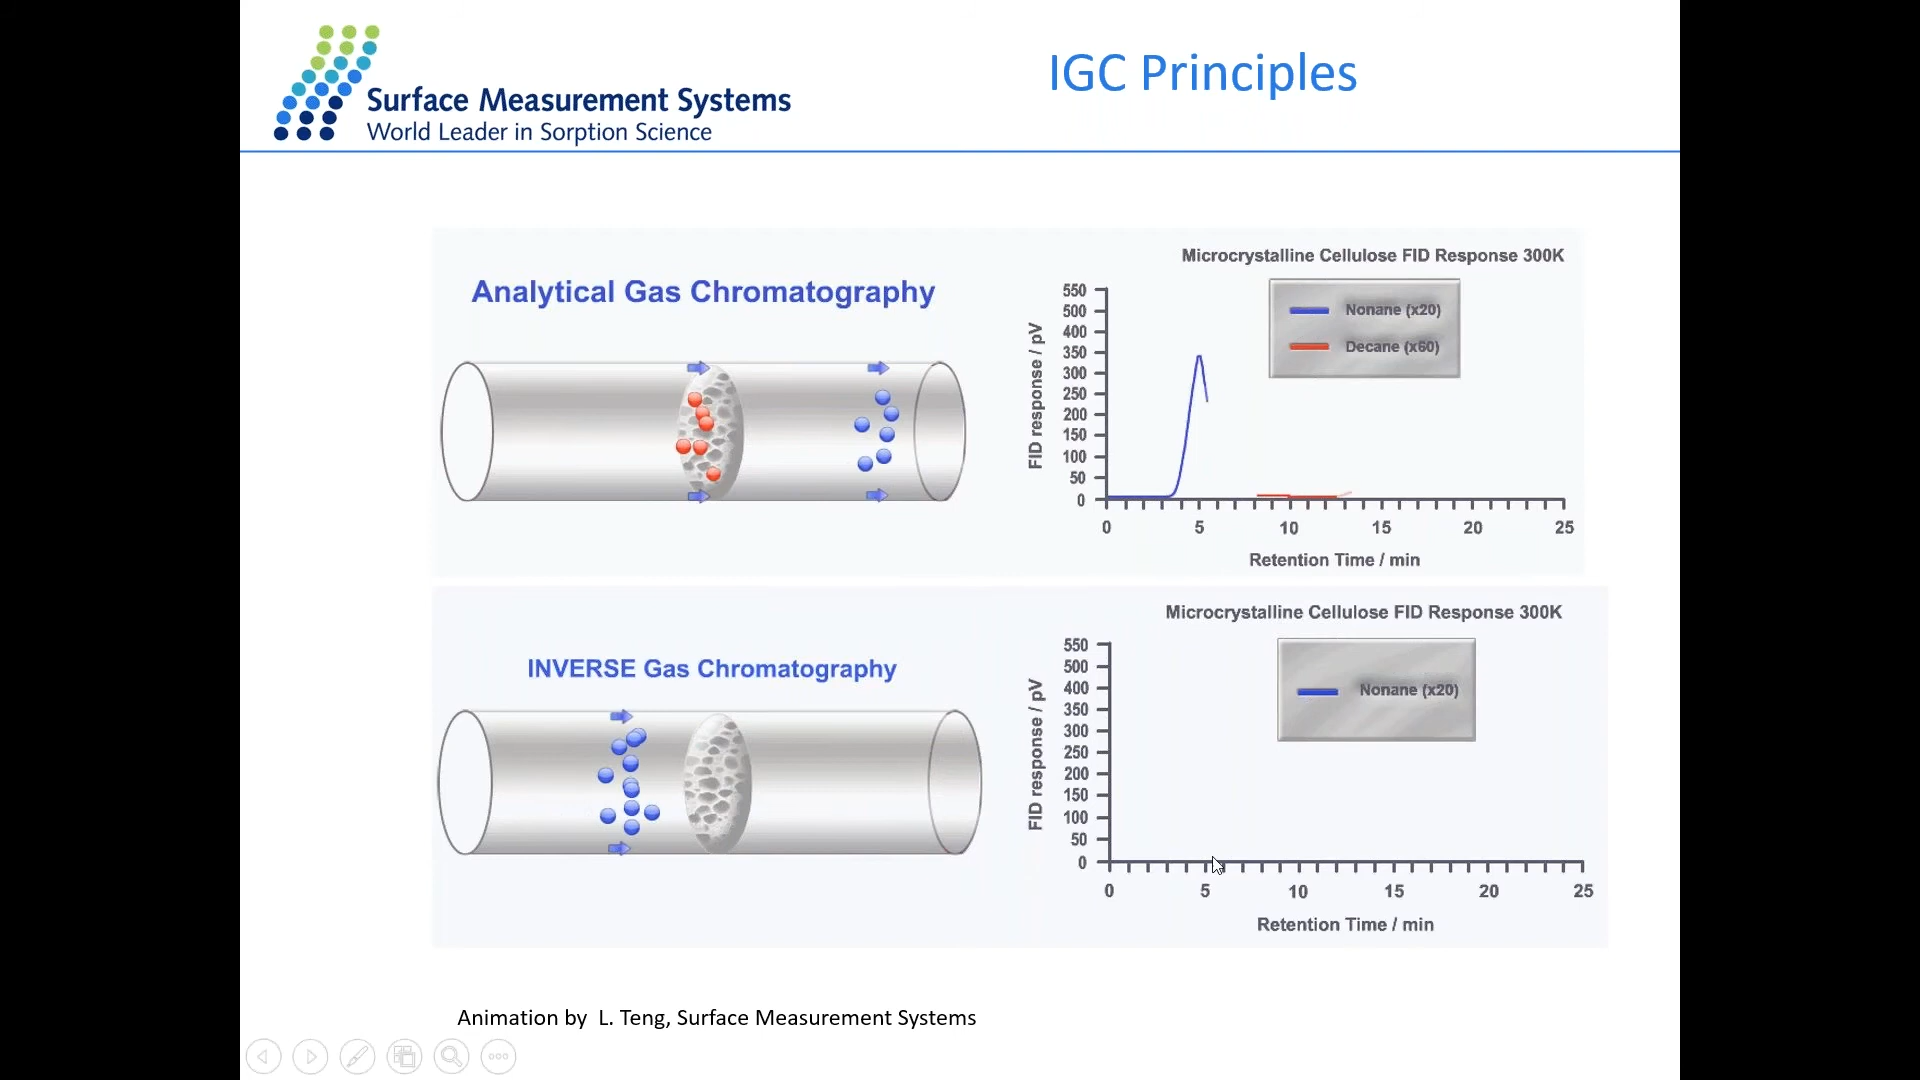 IGC Principles
Surface Measurement Systems
World Leader in Sorption Science
Analytical Gas Chromatography
Microcrystalline Cellulose FID Response 300K
Nonane (x20)
Decane (x60)
FID response / pV
550
500
400
350
300
250
200
150
100
50
0
0 5 10 15 20 25
Retention Time / min
INVERSE Gas Chromatography
Microcrystalline Cellulose FID Response 300K
Nonane (x20)
FID response / pV
550
500
400
350
300
250
200
150
100
50
0
0 5 10 15 20 25
Retention Time / min
Animation by L. Teng, Surface Measurement Systems